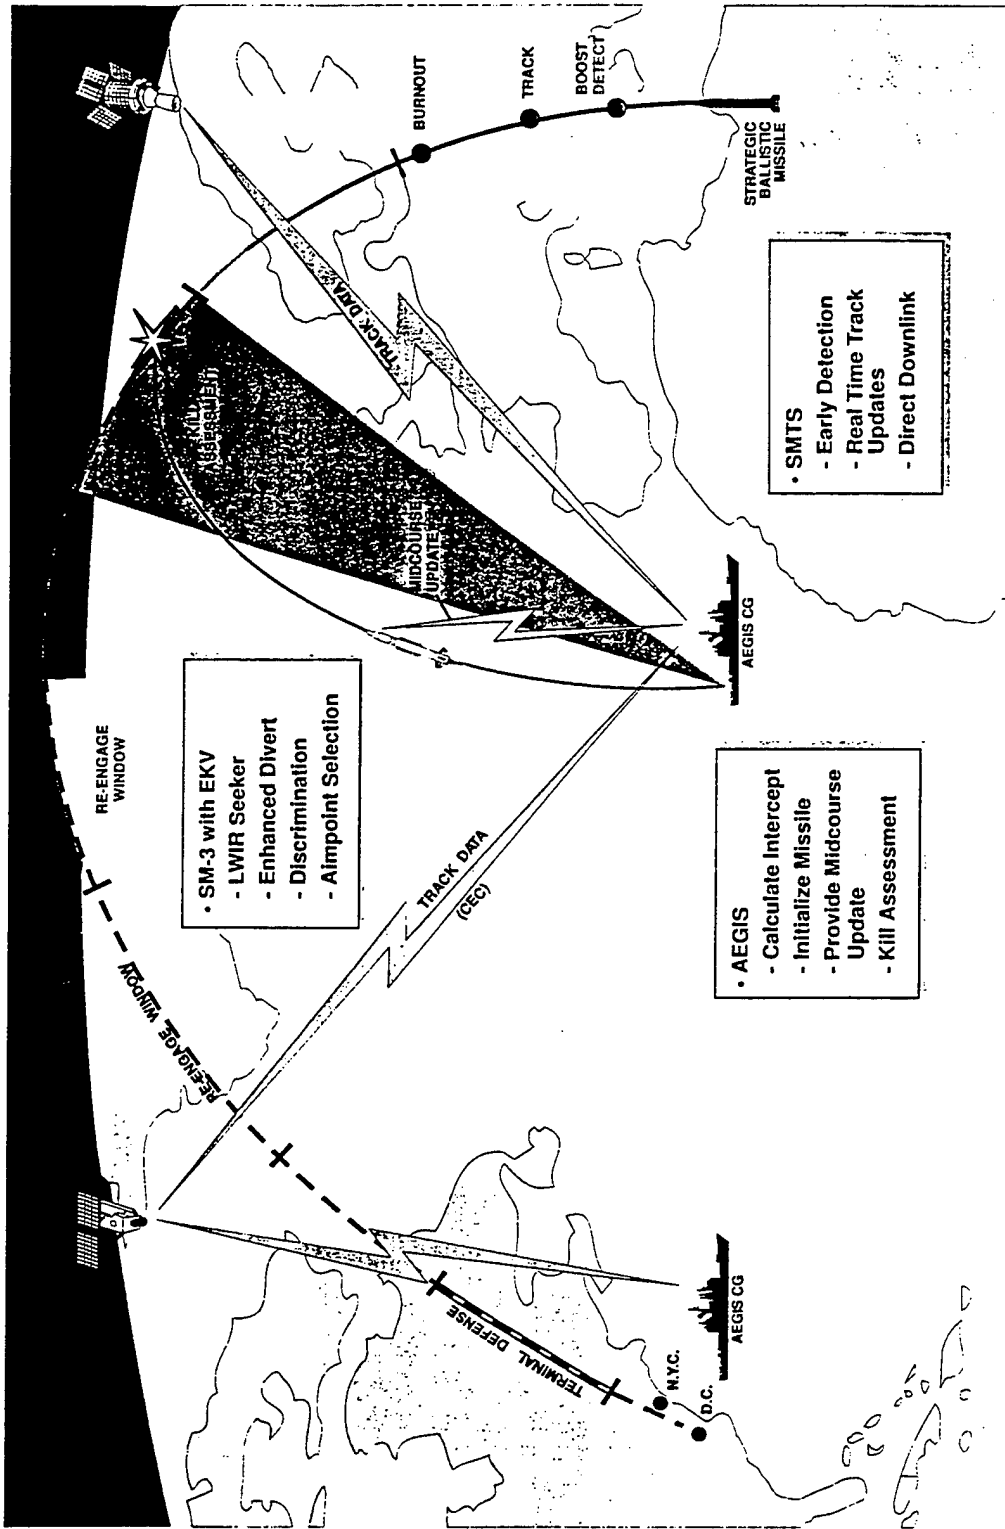 RE-ENGAGE
WINDOW
RE-ENGAGE WINDOW
TERMINAL DEFENSE
N.Y.C.
D.C.
AEGIS CG
TRACK DATA
(CEC)
• SM-3 with EKV
- LWIR Seeker
- Enhanced Divert
- Discrimination
- Aimpoint Selection
• AEGIS
- Calculate Intercept
- Initialize Missile
- Provide Midcourse
Update
- Kill Assessment
KILL
ASSESSMENT
MIDCOURSE
UPDATE
AEGIS CG
TRACK DATA
BURNOUT
TRACK
BOOST
DETECT
STRATEGIC
BALLISTIC
MISSILE
• SMTS
- Early Detection
- Real Time Track
Updates
- Direct Downlink